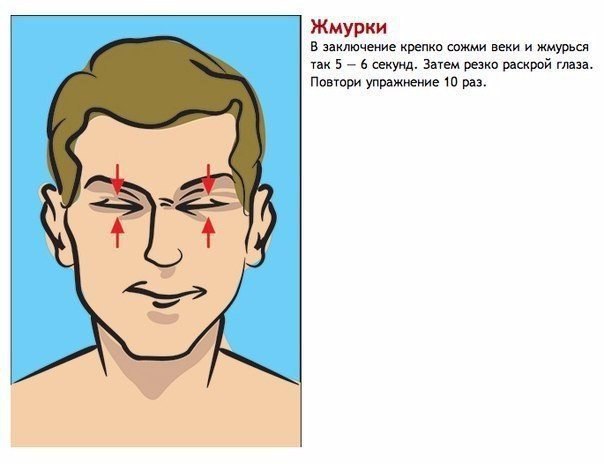 Жмурки
В заключение крепко сожми веки и жмурься
так 5 — 6 секунд. Затем резко раскрой глаза.
Повтори упражнение 10 раз.